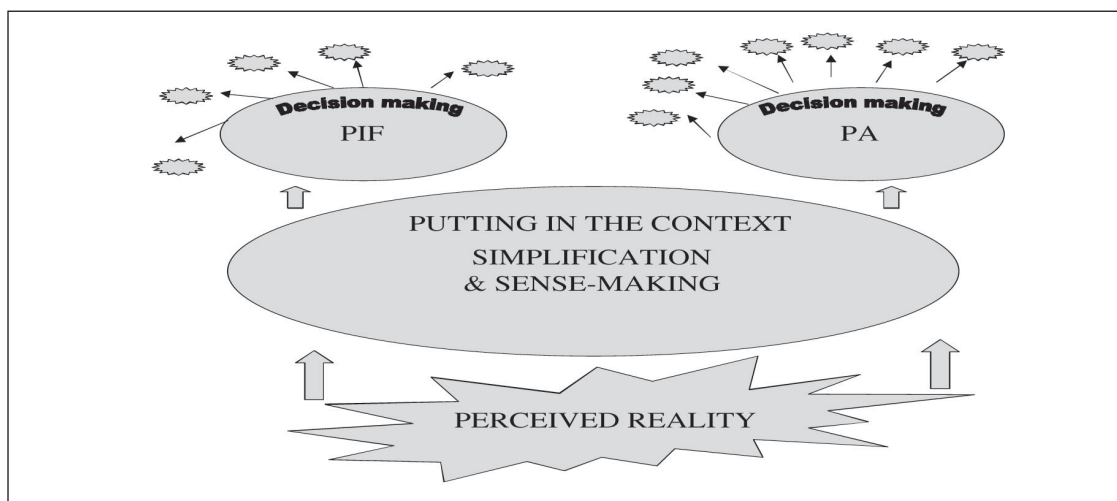 Decision making
PIF
Decision making
PA
PUTTING IN THE CONTEXT
SIMPLIFICATION
& SENSE-MAKING
PERCEIVED REALITY